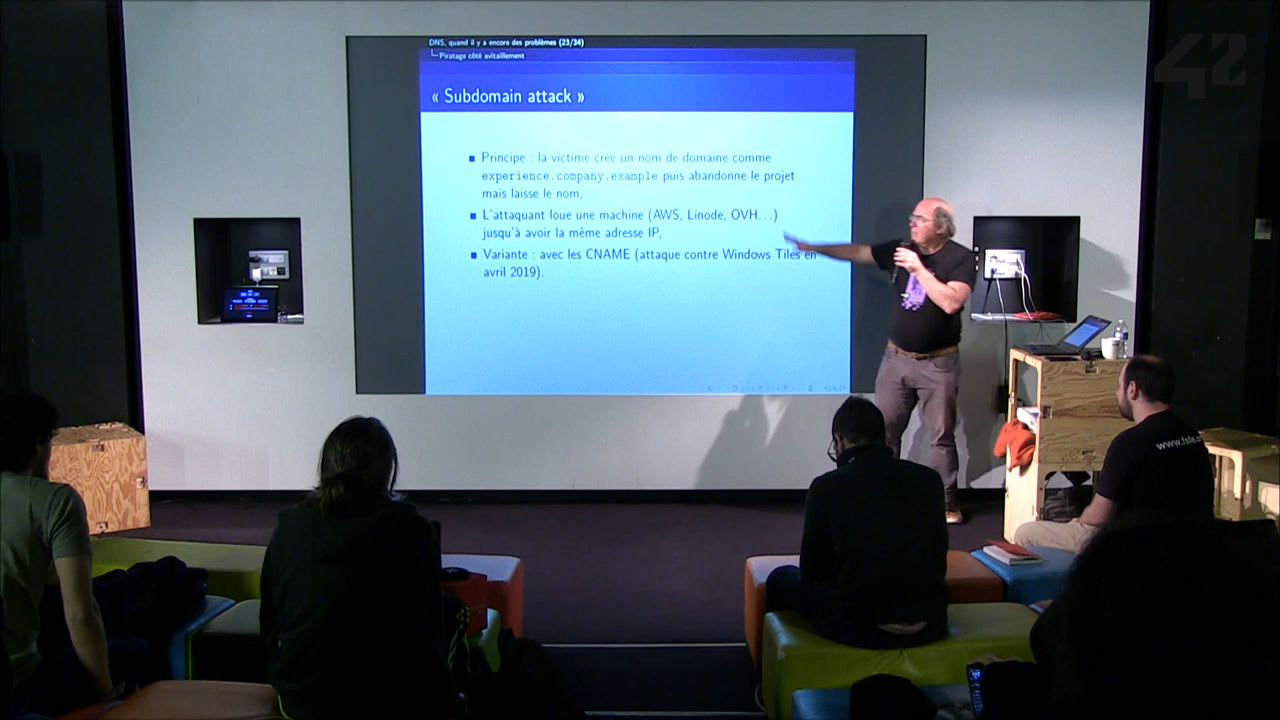 DNS, quand il y a encore des problèmes (23/34)
Piratage côté avitaillement
« Subdomain attack »
Principe : la victime crée un nom de domaine comme
experience.company.example puis abandonne le projet
mais laisse le nom,
L'attaquant loue une machine (AWS, Linode, OVH...)
jusqu'à avoir la même adresse IP,
Variante : avec les CNAME (attaque contre Windows Tiles en
avril 2019).
42